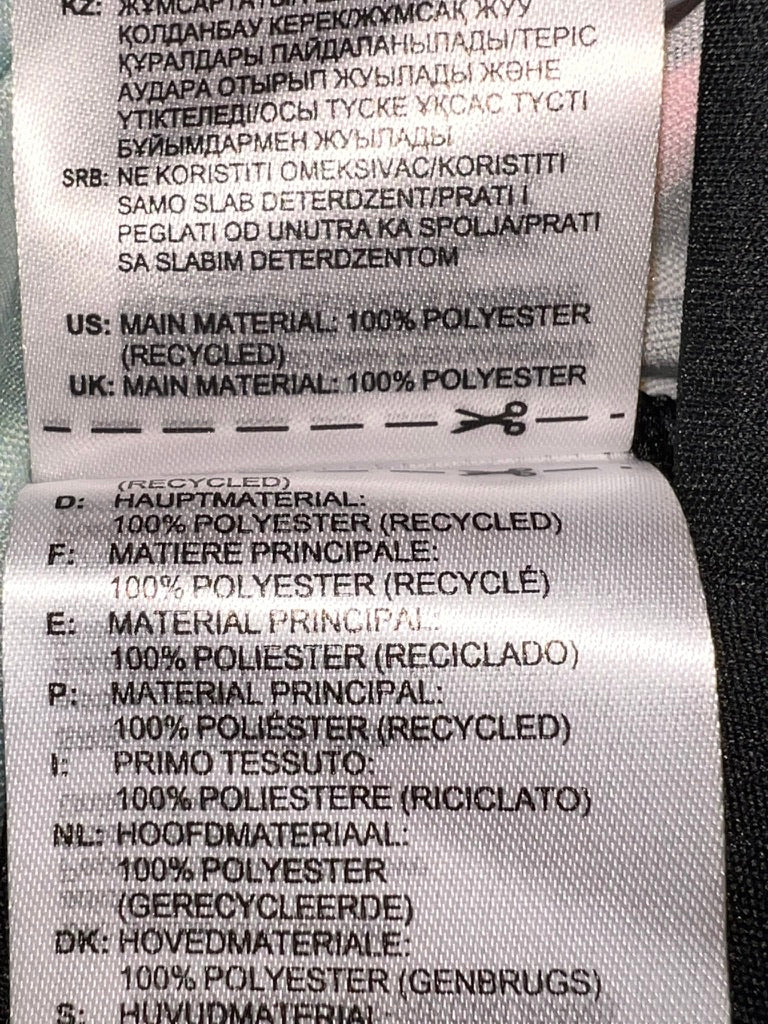 KZ: ЖҰМСАРТАТЫН
ҚОЛДАНБАУ КЕРЕК/ЖҰМСАҚ ЖУУ
ҚҰРАЛДАРЫ ПАЙДАЛАНЫЛАДЫ/ТЕРІС
АУДАРА ОТЫРЫП ЖУЫЛАДЫ ЖӘНЕ
ҮТІКТЕЛЕДІ/ОСЫ ТҮСКЕ ҰҚСАС ТҮСТІ
БҰЙЫМДАРМЕН ЖУЫЛАДЫ
SRB: NE KORISTITI OMEKSIVAC/KORISTITI
SAMO SLAB DETERDZENT/PRATI I
PEGLATI OD UNUTRA KA SPOLJA/PRATI
SA SLABIM DETERDZENTOM
US: MAIN MATERIAL: 100% POLYESTER
(RECYCLED)
UK: MAIN MATERIAL: 100% POLYESTER
(RECYCLED)
D: HAUPTMATERIAL:
100% POLYESTER (RECYCLED)
F: MATIERE PRINCIPALE:
100% POLYESTER (RECYCLÉ)
E: MATERIAL PRINCIPAL:
100% POLIESTER (RECICLADO)
P: MATERIAL PRINCIPAL:
100% POLIÉSTER (RECYCLED)
I: PRIMO TESSUTO:
100% POLIESTERE (RICICLATO)
NL: HOOFDMATERIAAL:
100% POLYESTER
(GERECYCLEERDE)
DK: HOVEDMATERIALE:
100% POLYESTER (GENBRUGS)
S: HUVUDMATERIAL: